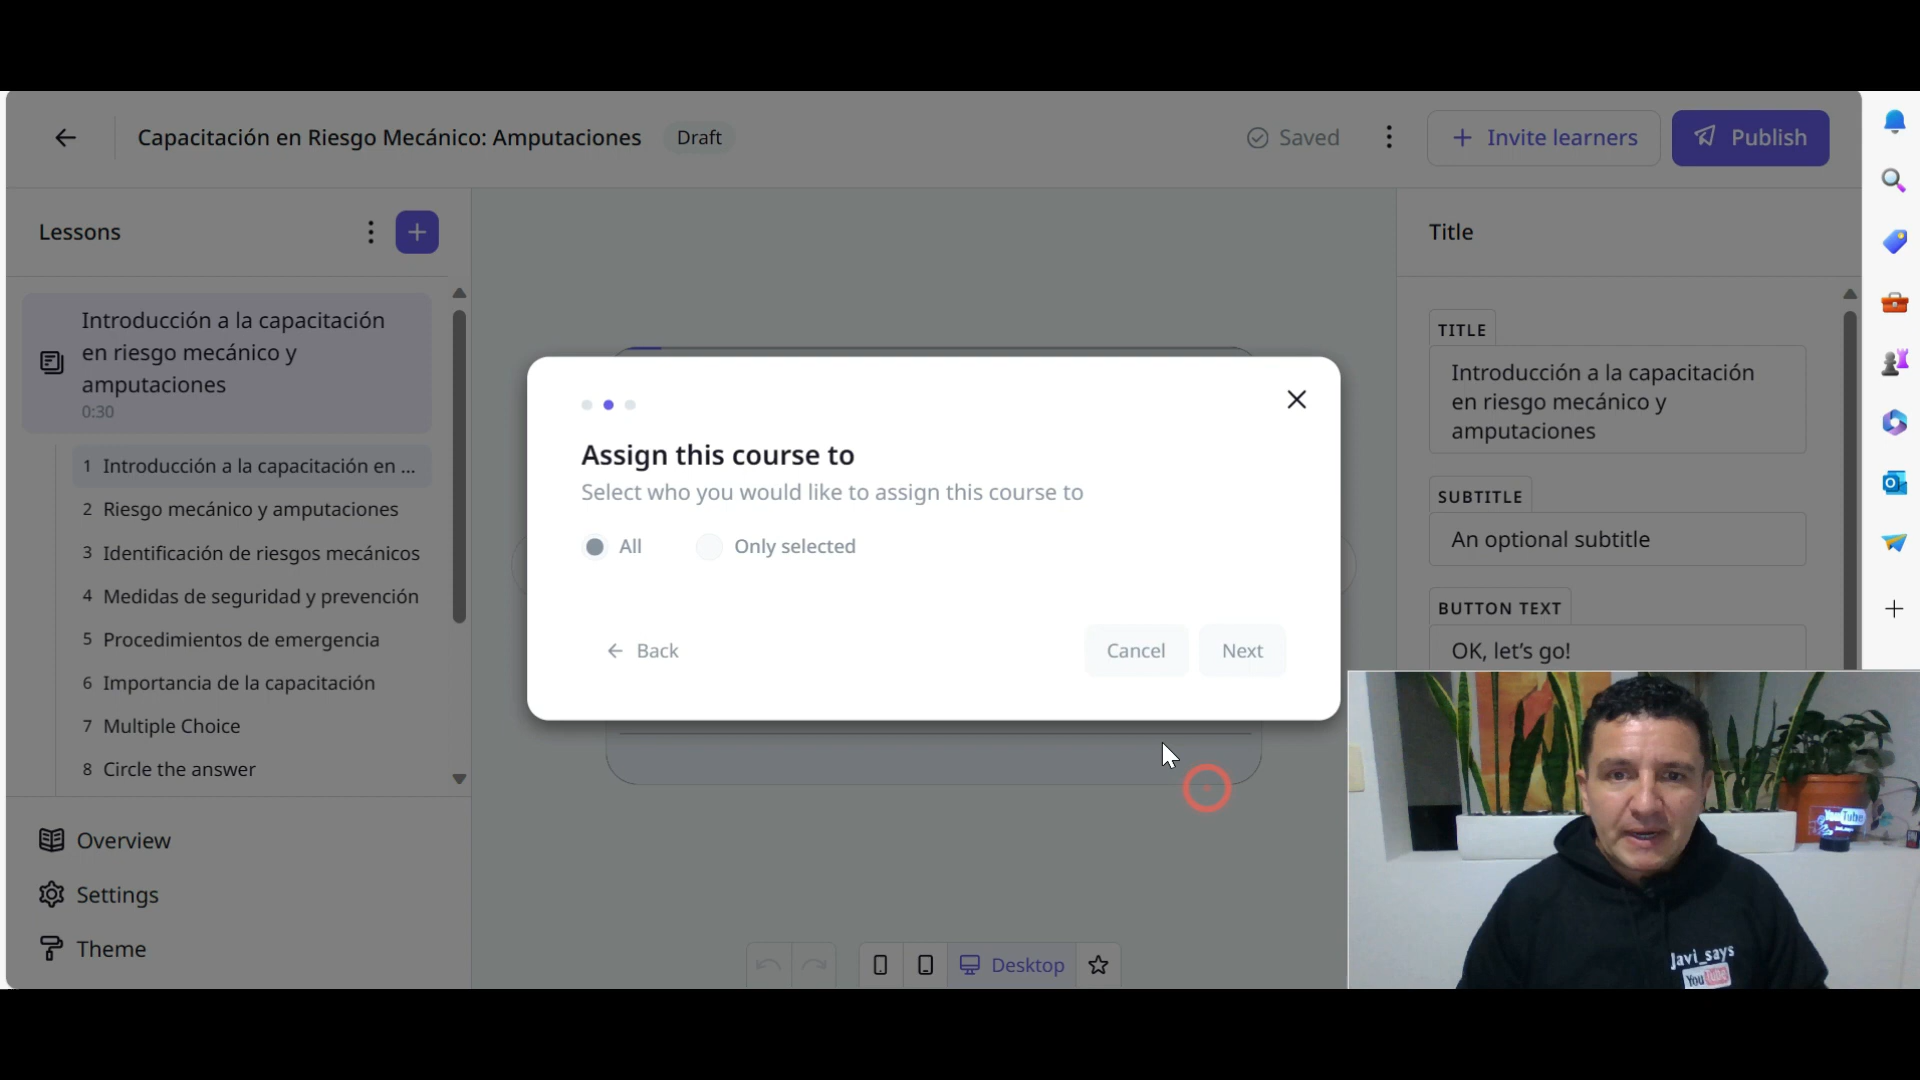 Capacitación en Riesgo Mecánico: Amputaciones
Draft
Saved
Invite learners
Publish
Lessons
Introducción a la capacitación
en riesgo mecánico y
amputaciones
0:30
1 Introducción a la capacitación en ...
2 Riesgo mecánico y amputaciones
3 Identificación de riesgos mecánicos
4 Medidas de seguridad y prevención
5 Procedimientos de emergencia
6 Importancia de la capacitación
7 Multiple Choice
8 Circle the answer
Overview
Settings
Theme
Assign this course to
Select who you would like to assign this course to
All
Only selected
Back
Cancel
Next
Desktop
Title
TITLE
Introducción a la capacitación
en riesgo mecánico y
amputaciones
SUBTITLE
An optional subtitle
BUTTON TEXT
OK, let's go!
YouTube
Javi_says
YouTube